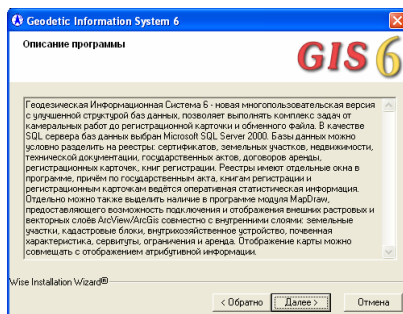 Geodetic Information System 6
Описание программы
GIS 6
Геодезическая Информационная Система 6 - новая многопользовательская версия
с улучшенной структурой баз данных, позволяет выполнять комплекс задач от
камеральных работ до регистрационной карточки и обменного файла. В качестве
SQL сервера баз данных выбран Microsoft SQL Server 2000. Базы данных можно
условно разделить на реестры: сертификатов, земельных участков, недвижимости,
технической документации, государственных актов, договоров аренды,
регистрационных карточек, книг регистрации. Реестры имеют отдельные окна в
программе, причём по государственным акта, книгам регистрации и
регистрационным карточкам ведётся оперативная статистическая информация.
Отдельно можно также выделить наличие в программе модуля MapDraw,
предоставляющего возможность подключения и отображения внешних растровых и
векторных слоёв ArcView/ArcGis совместно с внутренними слоями: земельные
участки, кадастровые блоки, внутрихозяйственное устройство, почвенная
характеристика, сервитуты, ограничения и аренда. Отображение карты можно
совмещать с отображением атрибутивной информации.
Wise Installation Wizard®
< Обратно
Далее >
Отмена